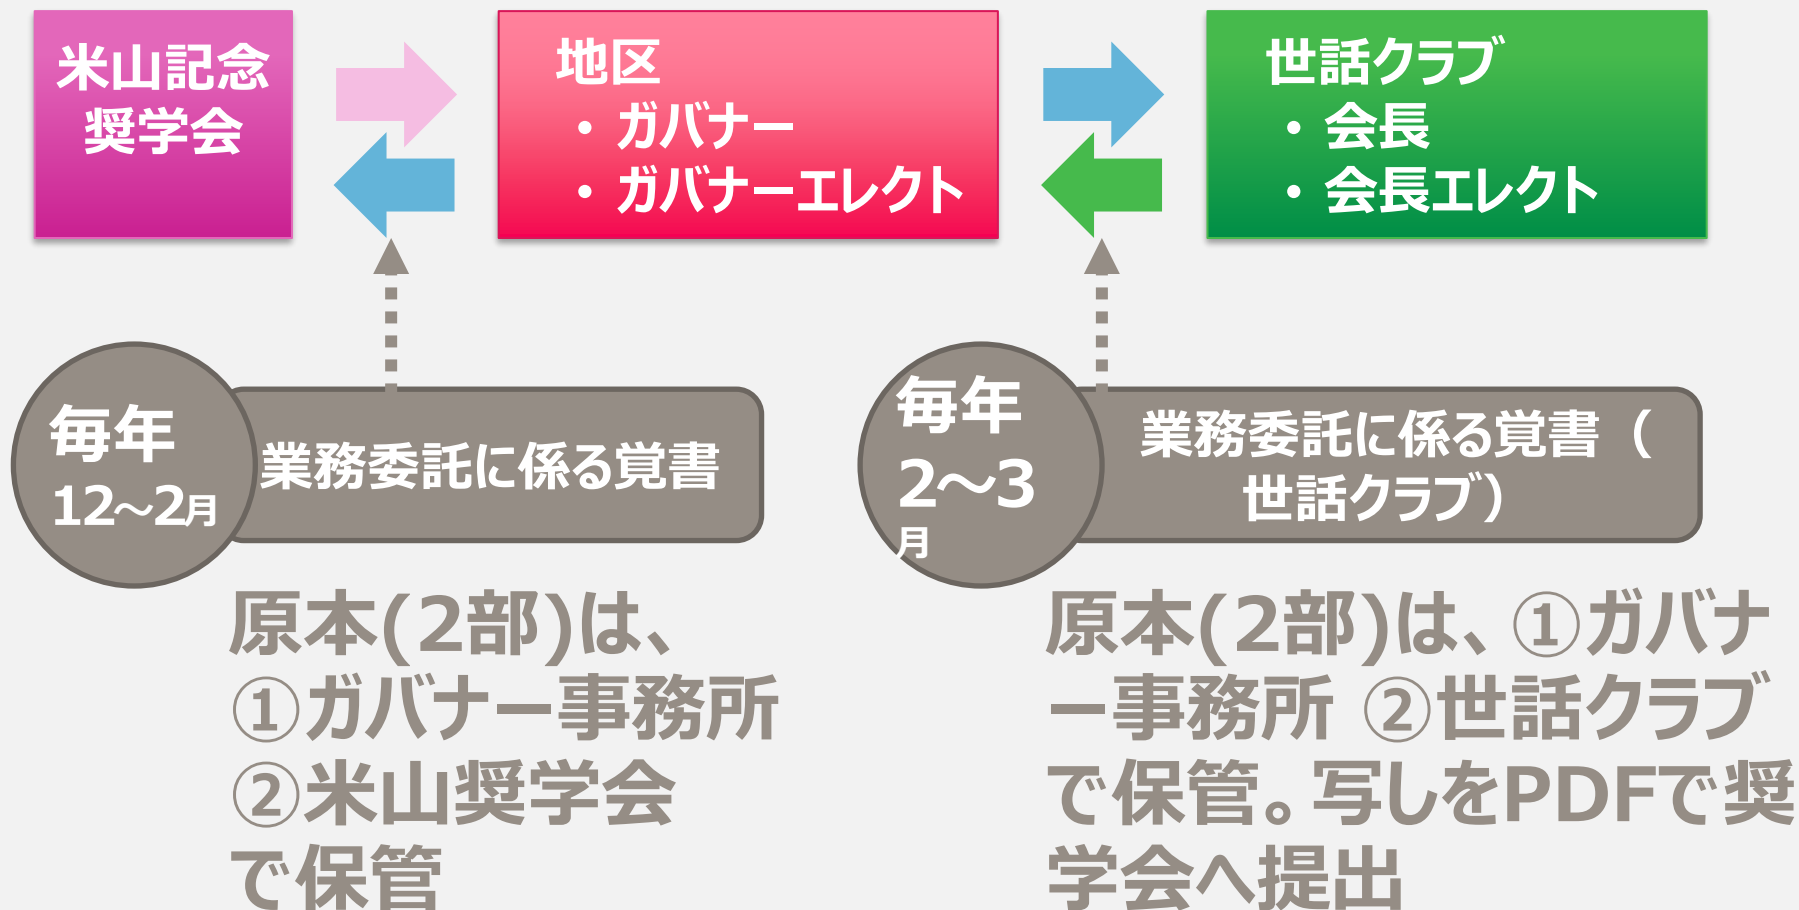 米山記念
奨学会
地区
• ガバナー
• ガバナーエレクト
世話クラブ
• 会長
• 会長エレクト
毎年
12～2月
業務委託に係る覚書
原本(2部)は、
①ガバナー事務所
②米山奨学会
で保管
毎年
2～3
月
業務委託に係る覚書（
世話クラブ）
原本(2部)は、①ガバナ
ー事務所 ②世話クラブ
で保管。写しをPDFで奨
学会へ提出